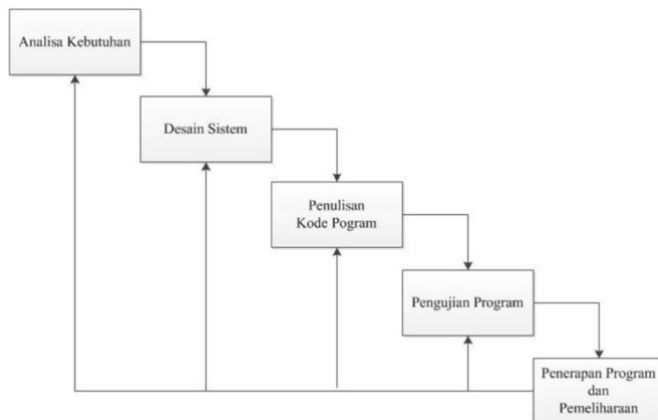 Analisa Kebutuhan
Desain Sistem
Penulisan
Kode Pogram
Pengujian Program
Penerapan Program
dan
Pemeliharaan